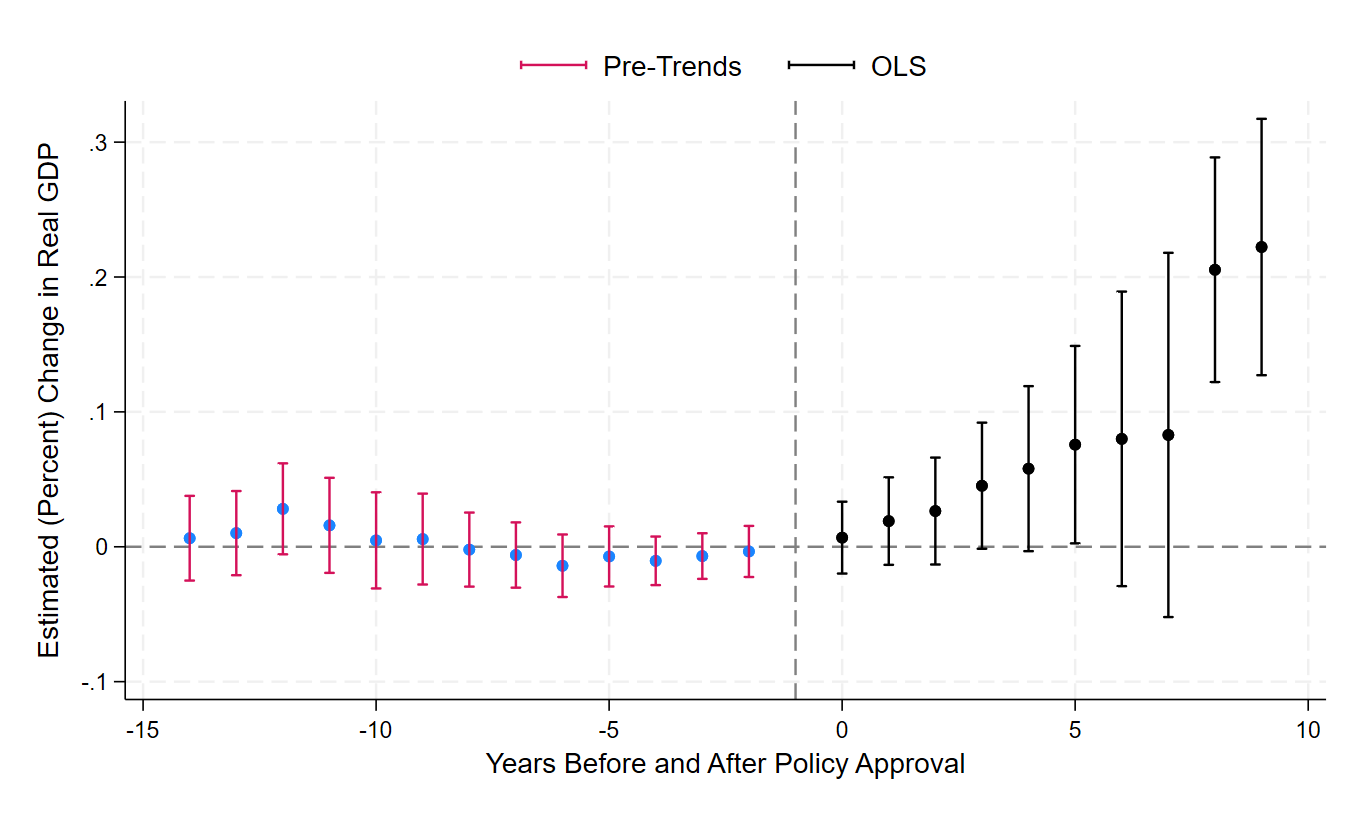 Pre-Trends OLS
Estimated (Percent) Change in Real GDP
.3
.2
.1
0
-.1
-15 -10 -5 0 5 10
Years Before and After Policy Approval